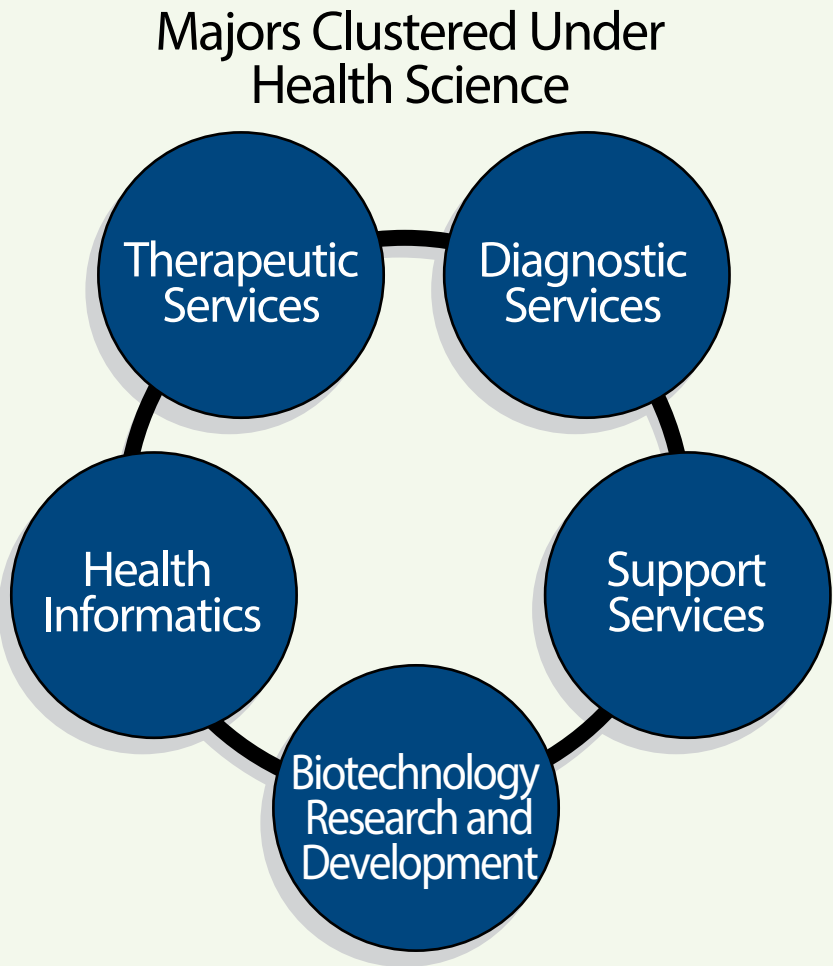 Majors Clustered Under
Health Science
Therapeutic
Services
Diagnostic
Services
Health
Informatics
Support
Services
Biotechnology
Research and
Development